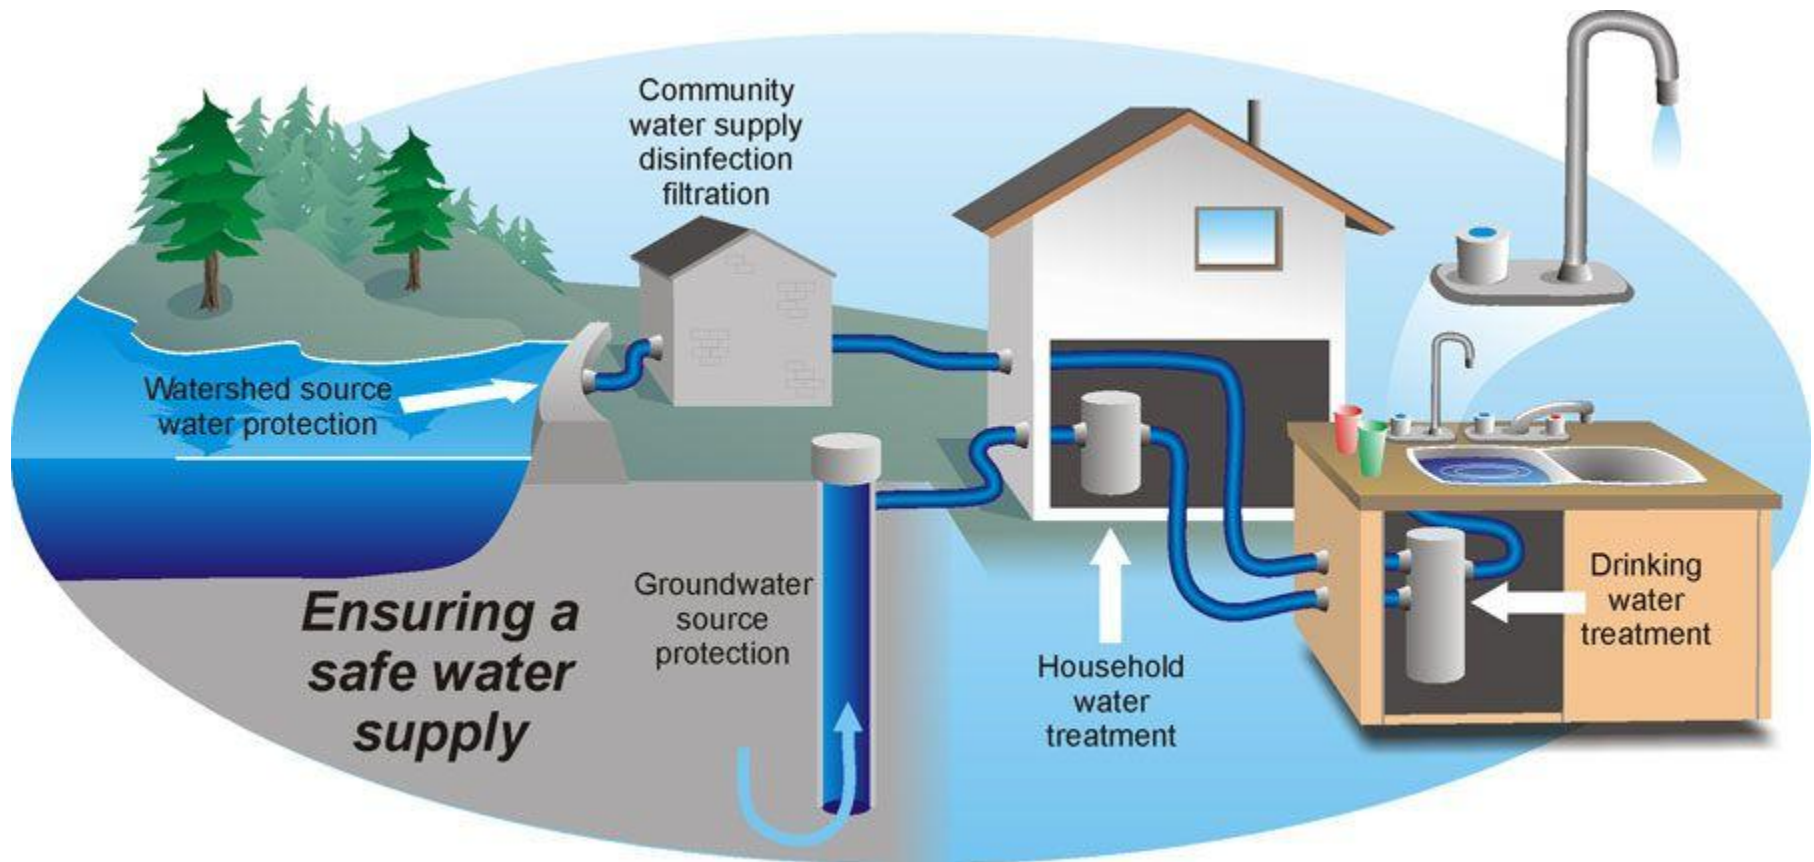 Community
water supply
disinfection
filtration
Watershed source
water protection
Ensuring a
safe water
supply
Groundwater
source
protection
Household
water
treatment
Drinking
water
treatment